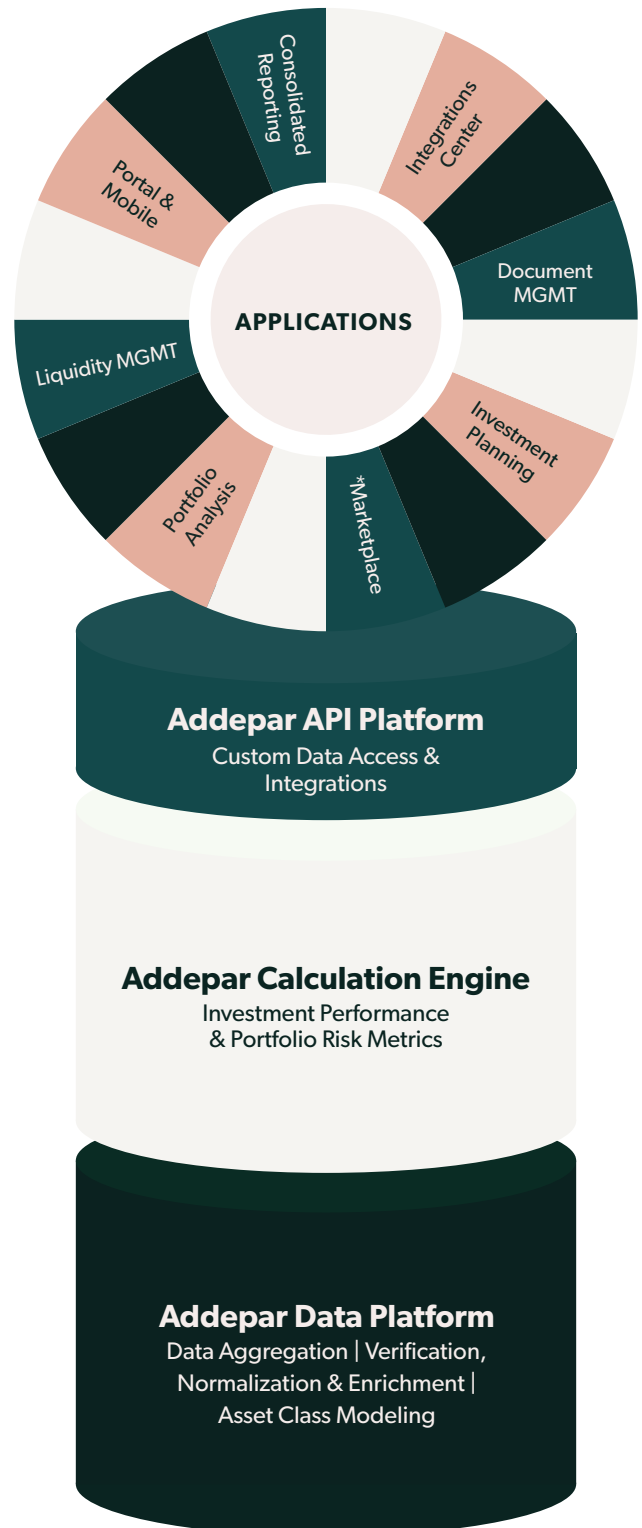 Consolidated
Reporting
Integrations
Center
Portal &
Mobile
Document
MGMT
APPLICATIONS
Liquidity MGMT
Investment
Planning
Portfolio
Analysis
*Marketplace
Addepar API Platform
Custom Data Access &
Integrations
Addepar Calculation Engine
Investment Performance
& Portfolio Risk Metrics
Addepar Data Platform
Data Aggregation | Verification,
Normalization & Enrichment |
Asset Class Modeling